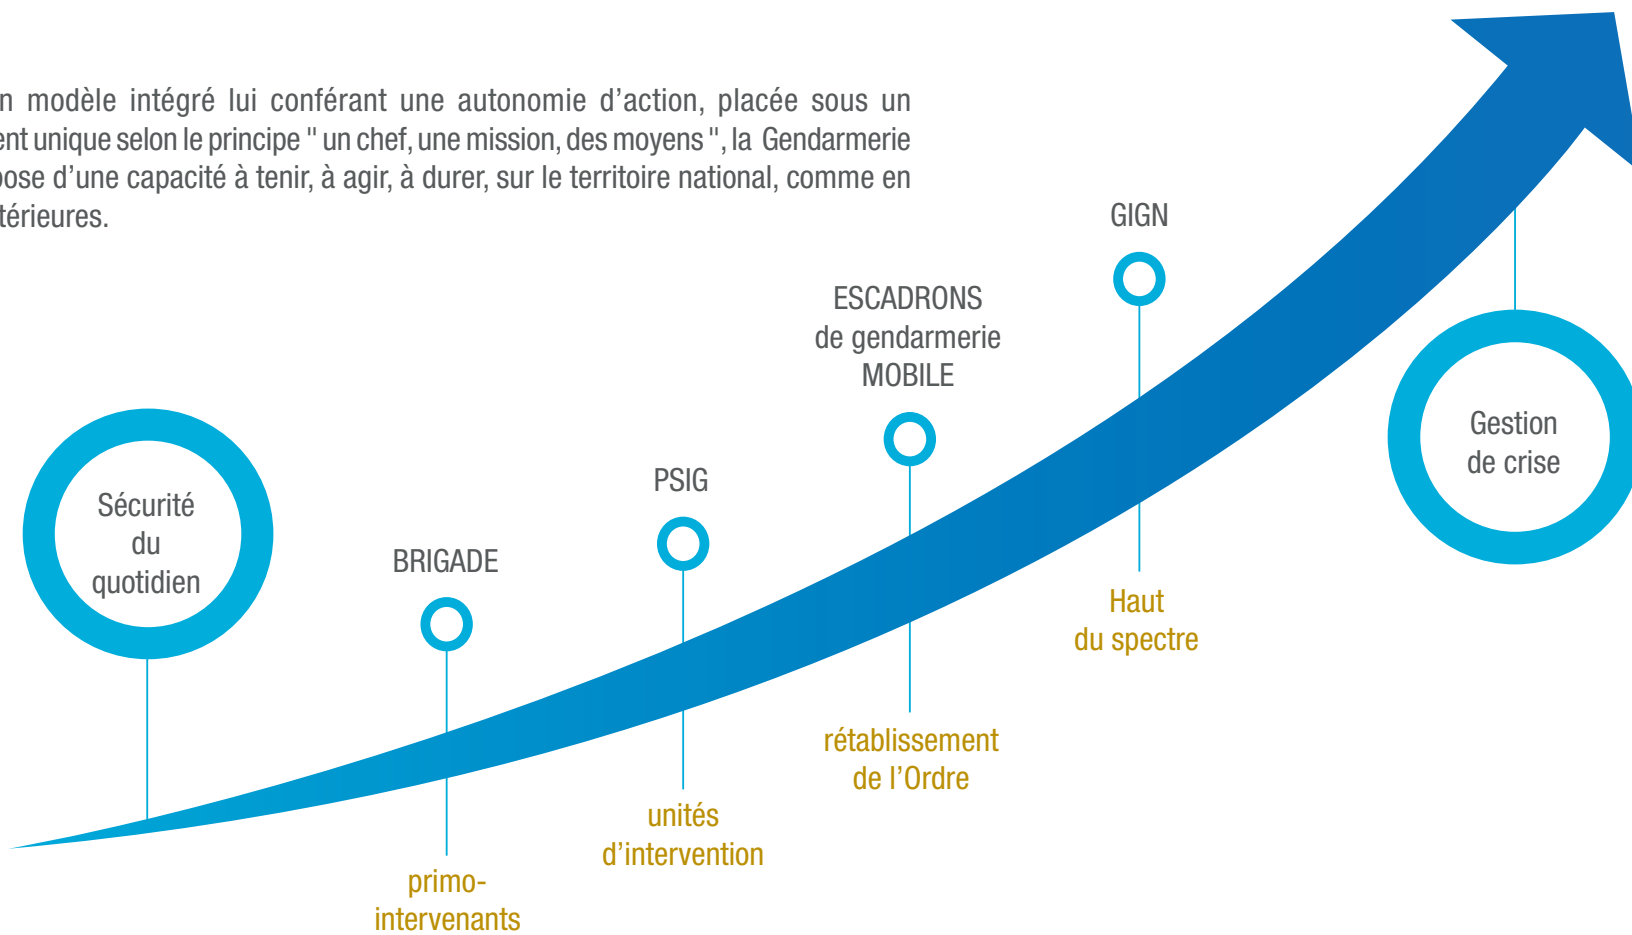 n modèle intégré lui conférant une autonomie d’action, placée sous un
ent unique selon le principe " un chef, une mission, des moyens ", la Gendarmerie
pose d’une capacité à tenir, à agir, à durer, sur le territoire national, comme en
térieures.
GIGN
ESCADRONS
de gendarmerie
MOBILE
PSIG
BRIGADE
Sécurité
du
quotidien
Gestion
de crise
Haut
du spectre
rétablissement
de l’Ordre
unités
d’intervention
primo-
intervenants